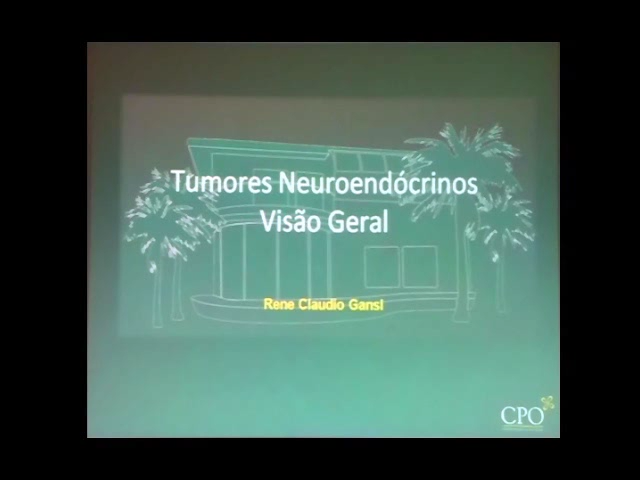 Tumores Neuroendócrinos
Visão Geral
Rene Claudio Gansl
CPO